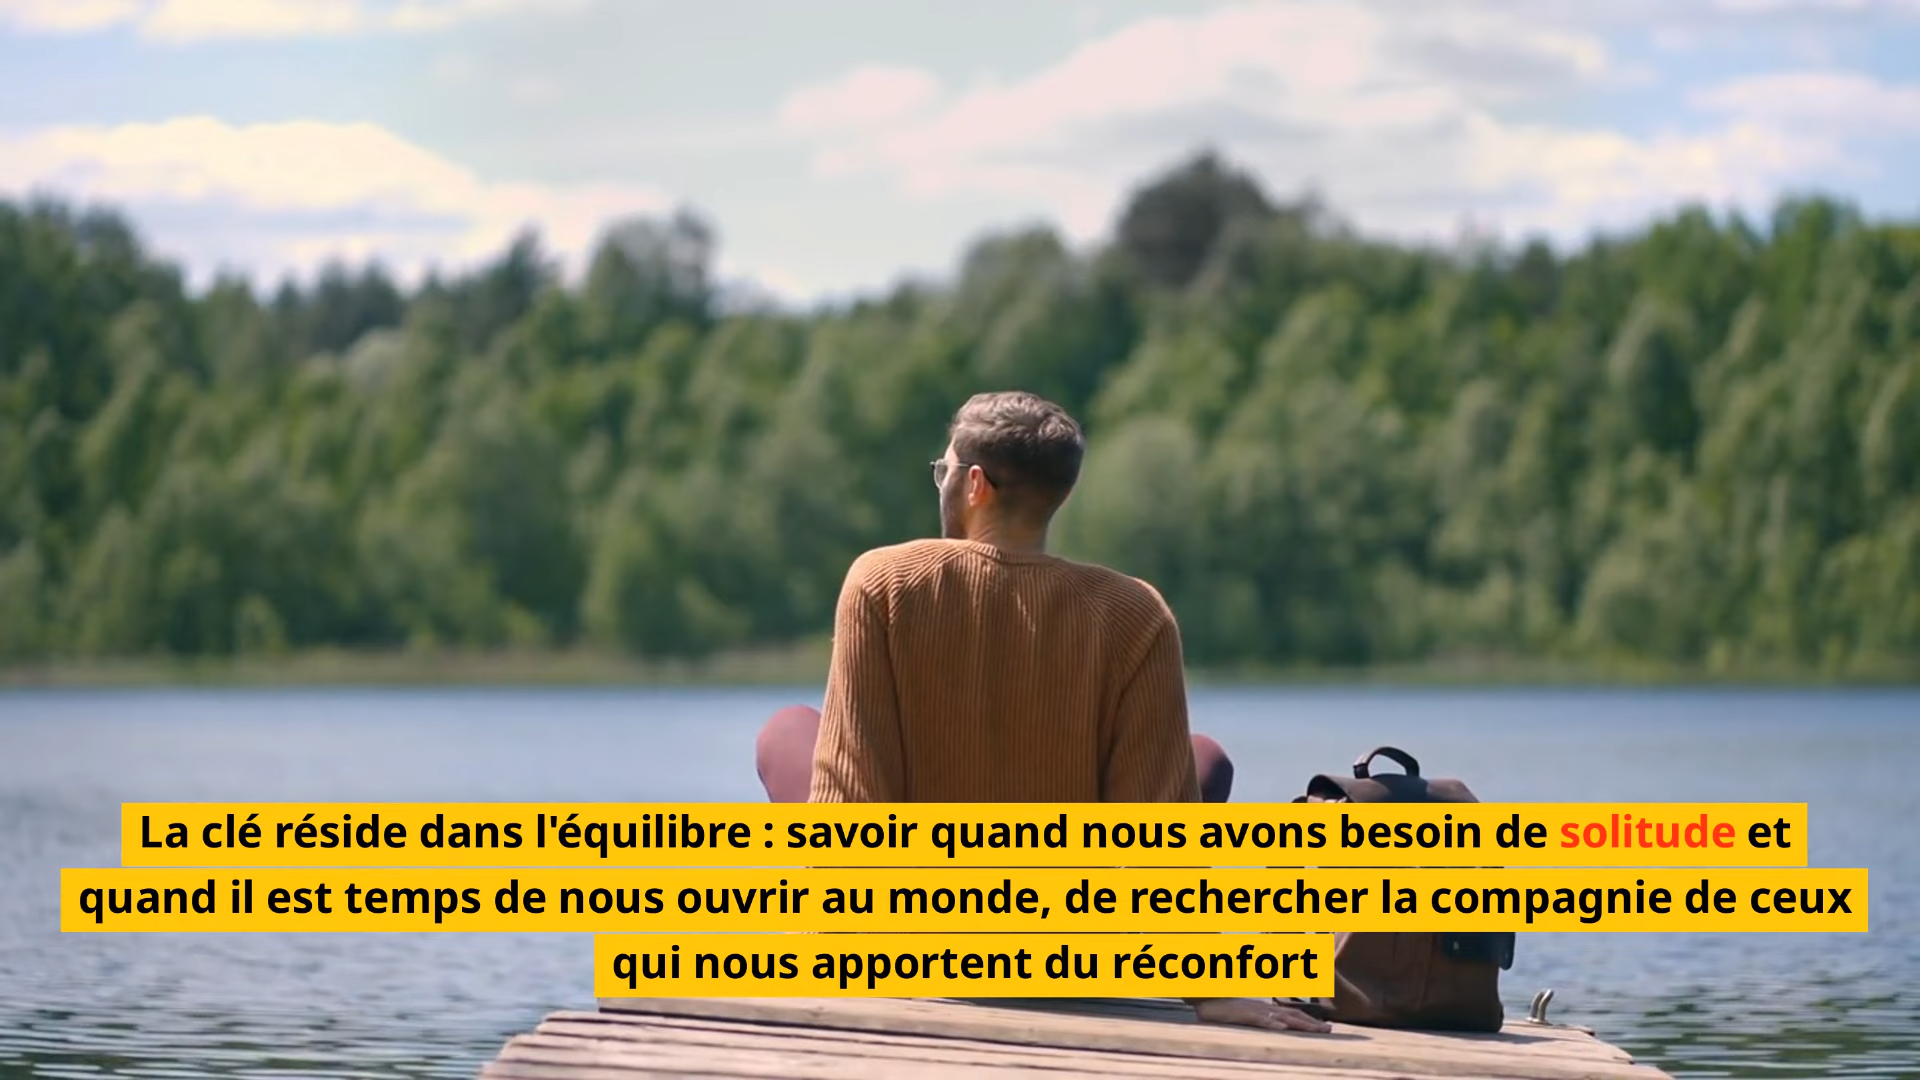 La clé réside dans l'équilibre : savoir quand nous avons besoin de solitude et
quand il est temps de nous ouvrir au monde, de rechercher la compagnie de ceux
qui nous apportent du réconfort